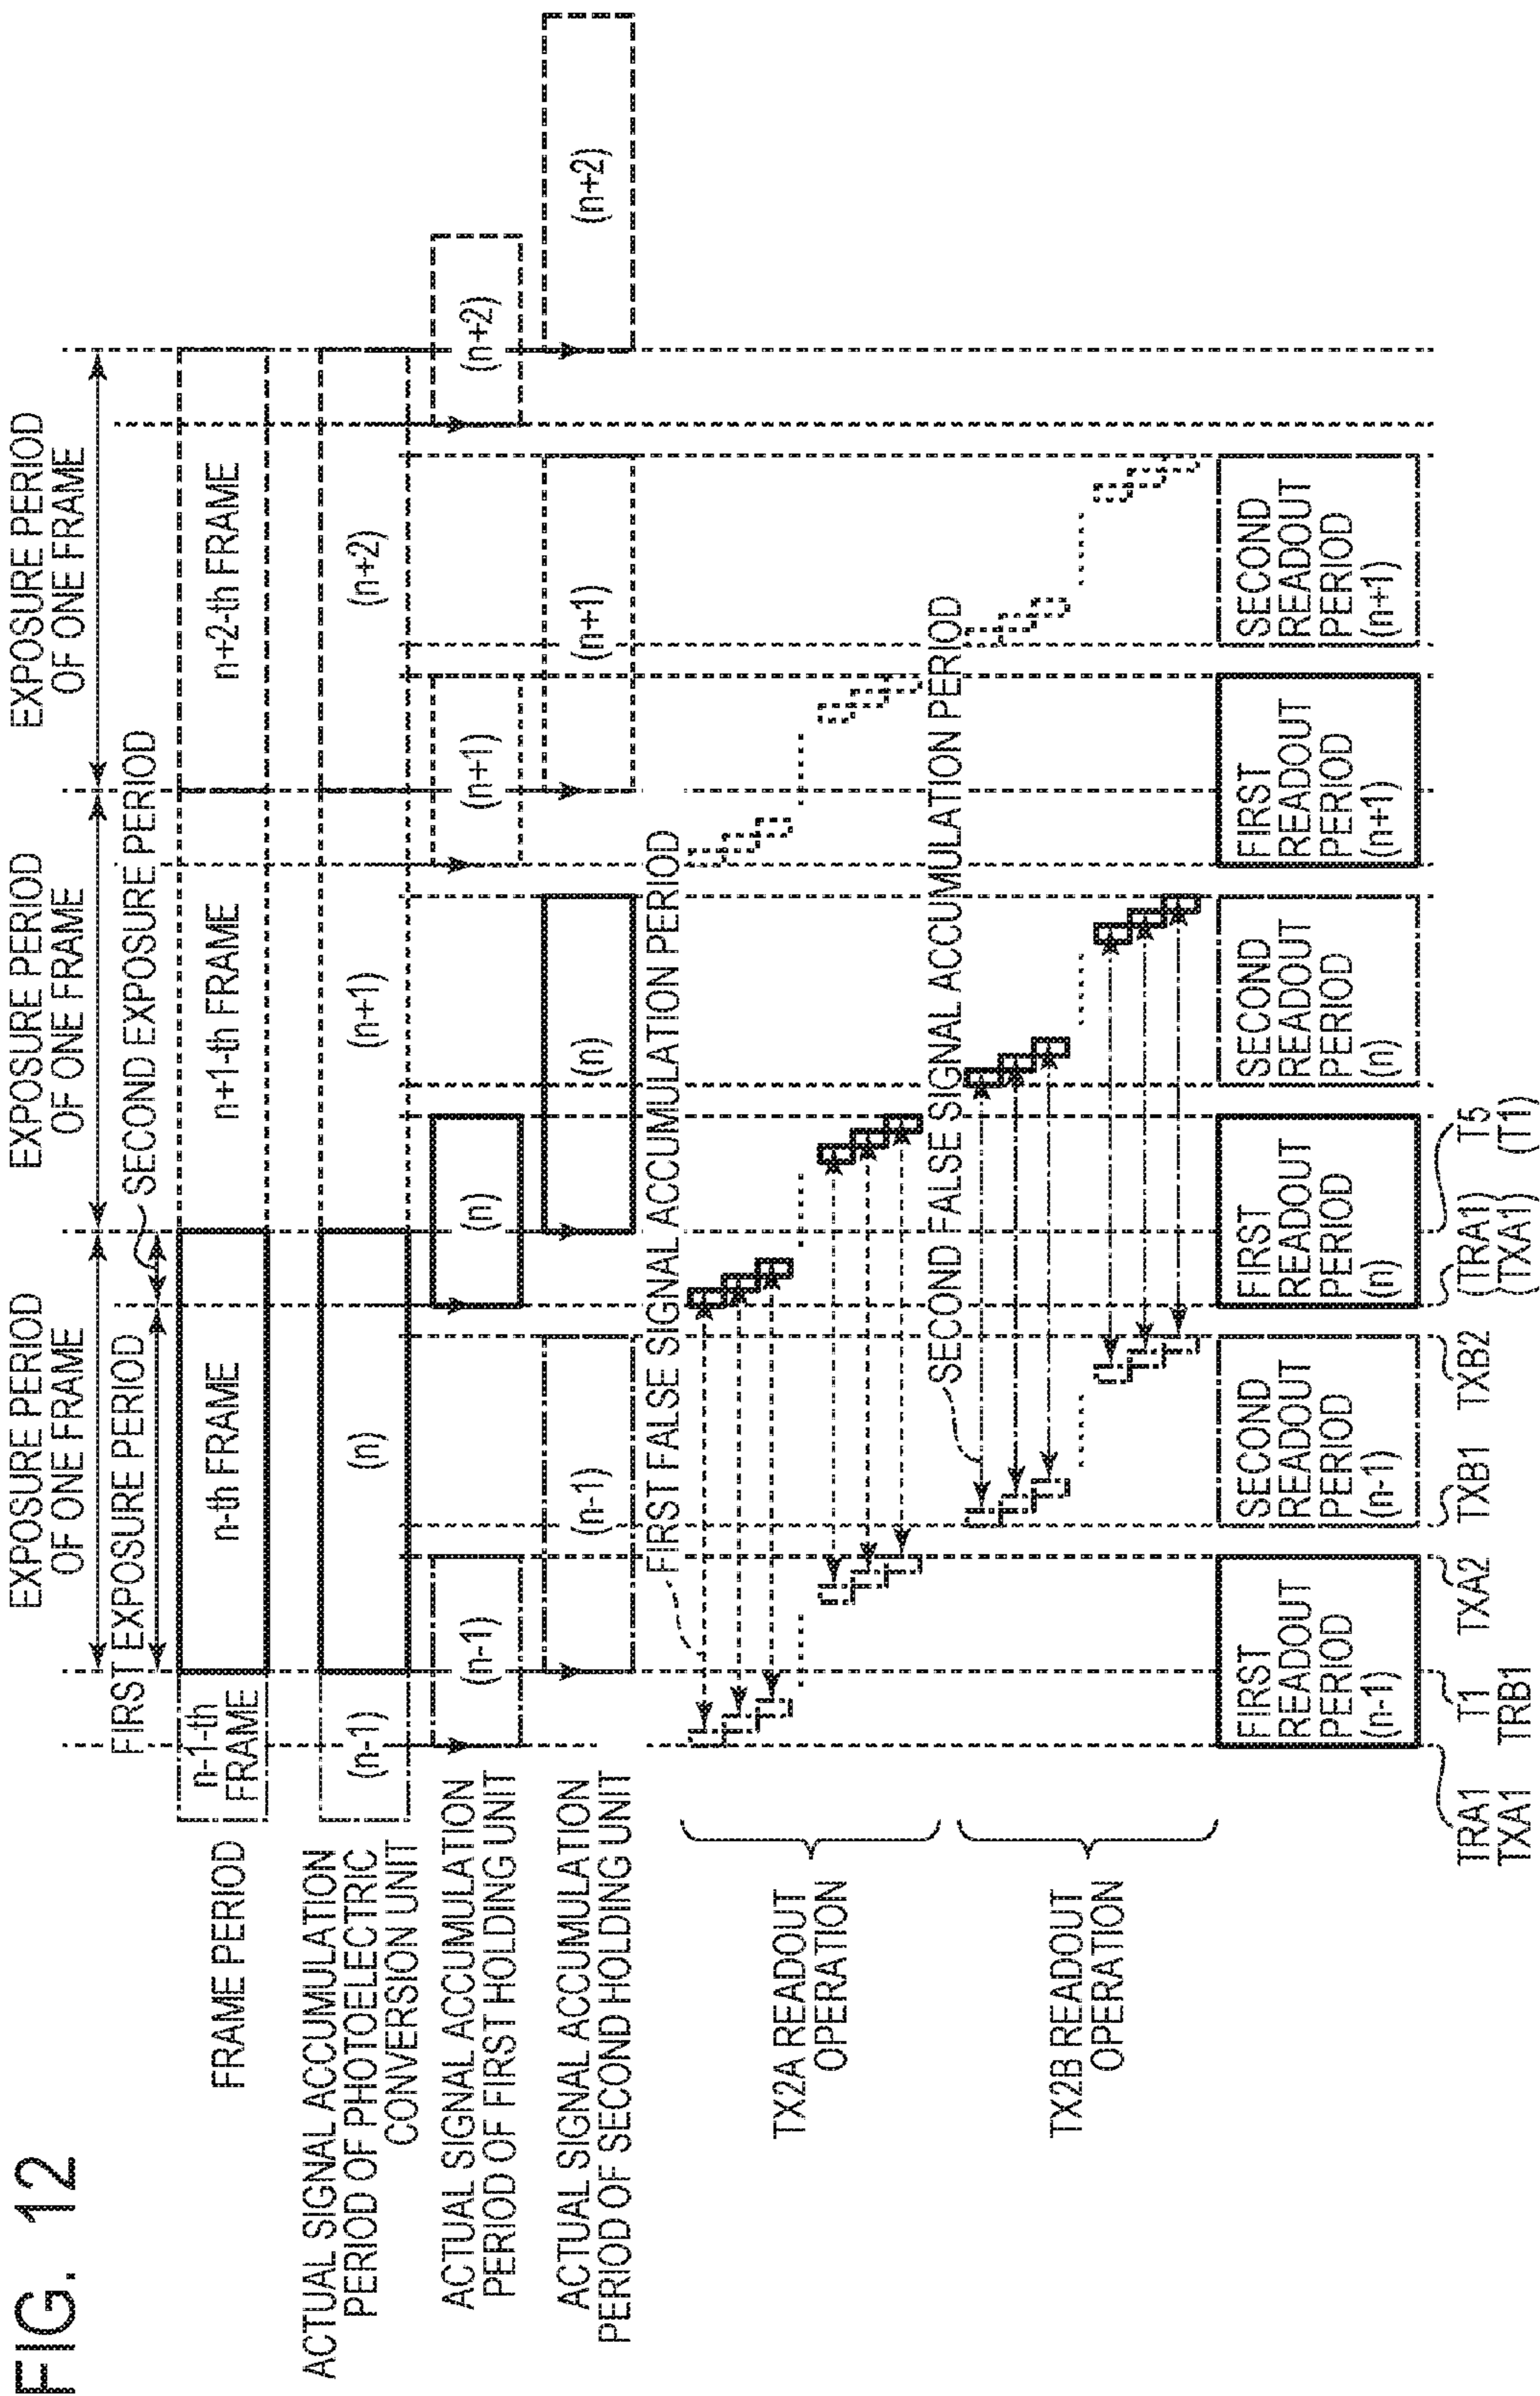 FIG. 12
EXPOSURE PERIOD
OF ONE FRAME
EXPOSURE PERIOD
OF ONE FRAME
EXPOSURE PERIOD
OF ONE FRAME
FIRST EXPOSURE PERIOD
SECOND EXPOSURE PERIOD
FRAME PERIOD
n-1-th
FRAME
n-th FRAME
n+1-th FRAME
n+2-th FRAME
ACTUAL SIGNAL ACCUMULATION
PERIOD OF PHOTOELECTRIC
CONVERSION UNIT
(n-1)
(n)
(n+1)
(n+2)
ACTUAL SIGNAL ACCUMULATION
PERIOD OF FIRST HOLDING UNIT
(n-1)
(n)
(n+1)
(n+2)
ACTUAL SIGNAL ACCUMULATION
PERIOD OF SECOND HOLDING UNIT
(n-1)
(n)
(n+1)
(n+2)
FIRST FALSE SIGNAL ACCUMULATION PERIOD
TX2A READOUT
OPERATION
SECOND FALSE SIGNAL ACCUMULATION PERIOD
TX2B READOUT
OPERATION
FIRST
READOUT
PERIOD
(n-1)
SECOND
READOUT
PERIOD
(n-1)
FIRST
READOUT
PERIOD
(n)
SECOND
READOUT
PERIOD
(n)
FIRST
READOUT
PERIOD
(n+1)
SECOND
READOUT
PERIOD
(n+1)
TRA1
TXA1
T1
TRB1
TXA2
TXB1
TXB2
(TRA1)
(TXA1)
T5
(T1)